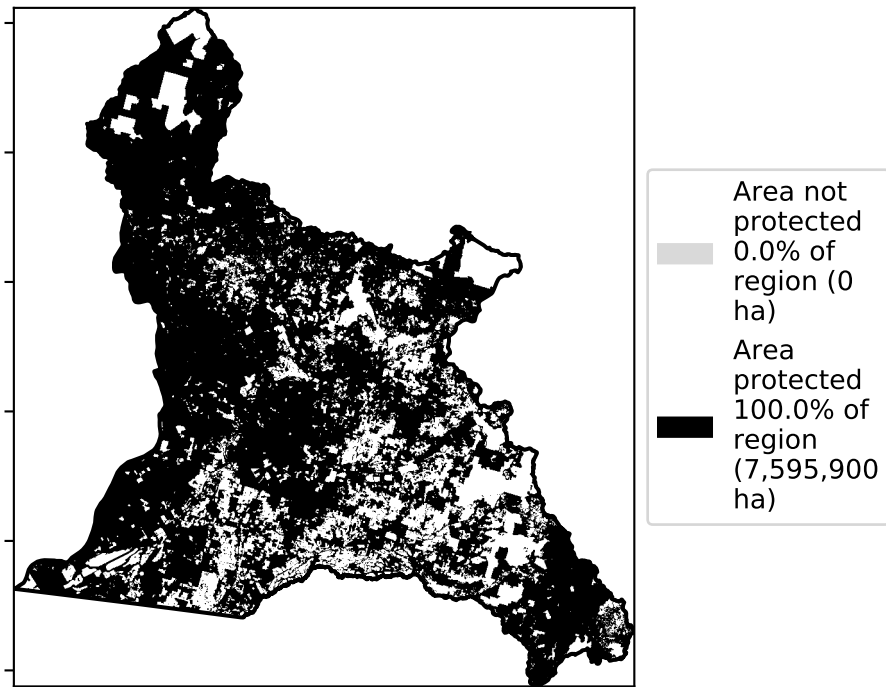 Area not
protected
0.0% of
region (0
ha)
Area
protected
100.0% of
region
(7,595,900
ha)